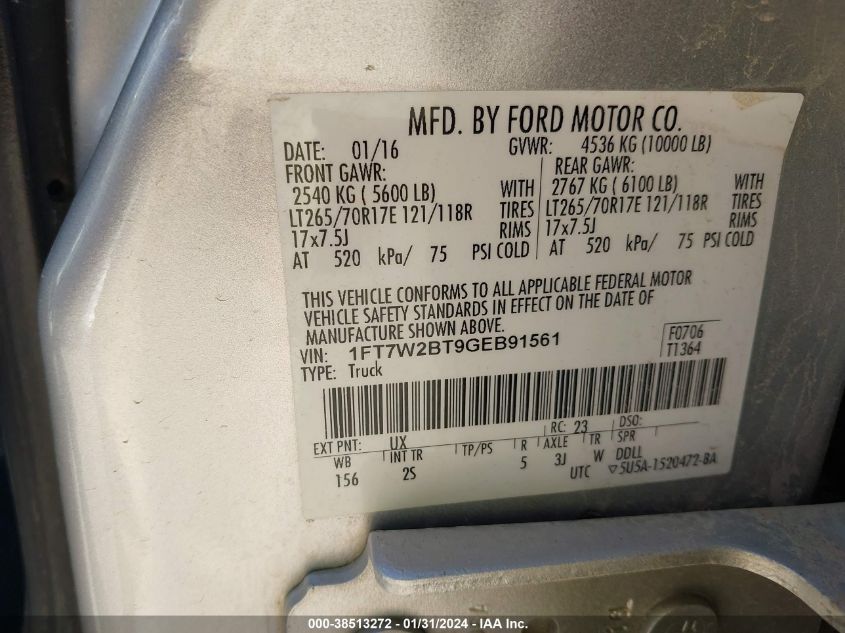 MFD. BY FORD MOTOR CO.
DATE: 01/16 GVWR: 4536 KG (10000 LB)
FRONT GAWR: REAR GAWR:
2540 KG ( 5600 LB) WITH 2767 KG ( 6100 LB) WITH
LT265/70R17E 121/118R TIRES LT265/70R17E 121/118R TIRES
17x7.5J RIMS 17x7.5J RIMS
AT 520 kPa/ 75 PSI COLD AT 520 kPa/ 75 PSI COLD
THIS VEHICLE CONFORMS TO ALL APPLICABLE FEDERAL MOTOR
VEHICLE SAFETY STANDARDS IN EFFECT ON THE DATE OF
MANUFACTURE SHOWN ABOVE.
VIN: 1FT7W2BT9GEB91561 F0706
TYPE: Truck T1364
EXT PNT: UX RC: 23 DSO:
WB INT TR TP/PS R AXLE TR SPR
156 2S 5 3J W DDLL
UTC ▽5U5A-1520472-BA
000-38513272 - 01/31/2024 - IAA Inc.